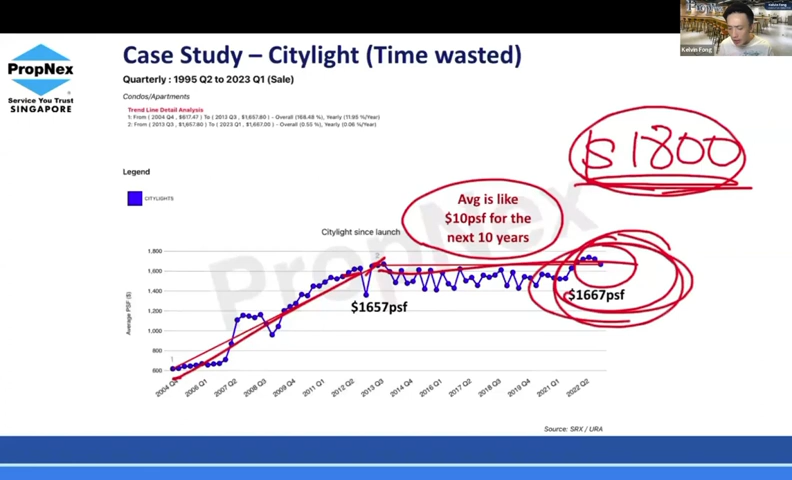 Case Study – Citylight (Time wasted)
Quarterly : 1995 Q2 to 2023 Q1 (Sale)
Condos/Apartments
Trend Line Detail Analysis
1: From ( 2004 Q4 , $617.47 ) To ( 2013 Q3 , $1,657.80 ) - Overall (168.48 %), Yearly (11.95 %/Year)
2: From ( 2013 Q3 , $1,657.80 ) To ( 2023 Q1 , $1,667.00 ) - Overall (0.55 %), Yearly (0.06 %/Year)
PropNex
Service You Trust
SINGAPORE
Kelvin Fong
Legend
CITYLIGHTS
$1800
Avg is like
$10psf for the
next 10 years
Citylight since launch
PropNex
Average PSF ($)
1,800
1,600
1,400
1,200
1,000
800
600
1
$1657psf
$1667psf
2004 Q4
2006 Q1
2007 Q2
2008 Q3
2009 Q4
2011 Q1
2012 Q2
2013 Q3
2014 Q4
2016 Q1
2017 Q2
2018 Q3
2019 Q4
2021 Q1
2022 Q2
Source: SRX / URA